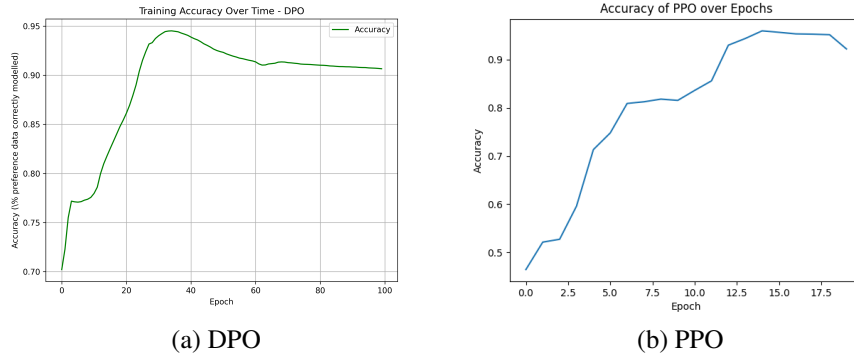 Training Accuracy Over Time - DPO
Accuracy
0.95
0.90
0.85
0.80
0.75
0.70
Accuracy (\% preference data correctly modelled)
0
20
40
60
80
100
Epoch
(a) DPO
Accuracy of PPO over Epochs
0.9
0.8
0.7
0.6
0.5
Accuracy
0.0
2.5
5.0
7.5
10.0
12.5
15.0
17.5
Epoch
(b) PPO